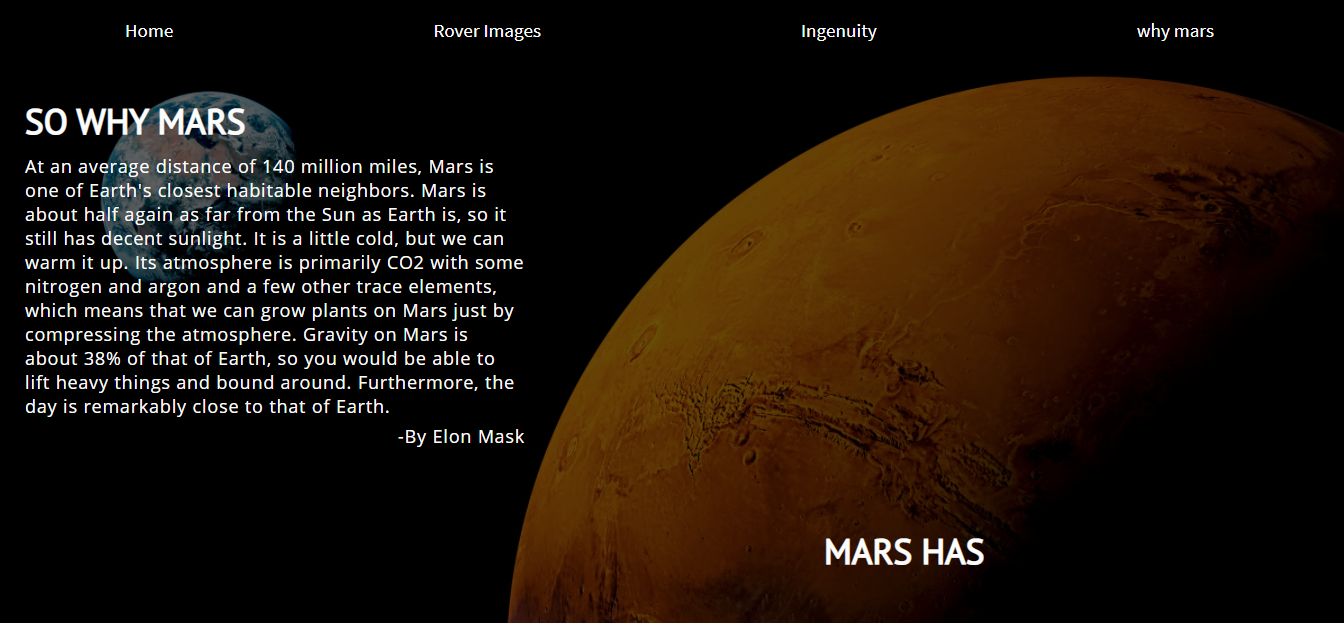 Home Rover Images Ingenuity why mars
SO WHY MARS
At an average distance of 140 million miles, Mars is
one of Earth's closest habitable neighbors. Mars is
about half again as far from the Sun as Earth is, so it
still has decent sunlight. It is a little cold, but we can
warm it up. Its atmosphere is primarily CO2 with some
nitrogen and argon and a few other trace elements,
which means that we can grow plants on Mars just by
compressing the atmosphere. Gravity on Mars is
about 38% of that of Earth, so you would be able to
lift heavy things and bound around. Furthermore, the
day is remarkably close to that of Earth.
-By Elon Mask
MARS HAS